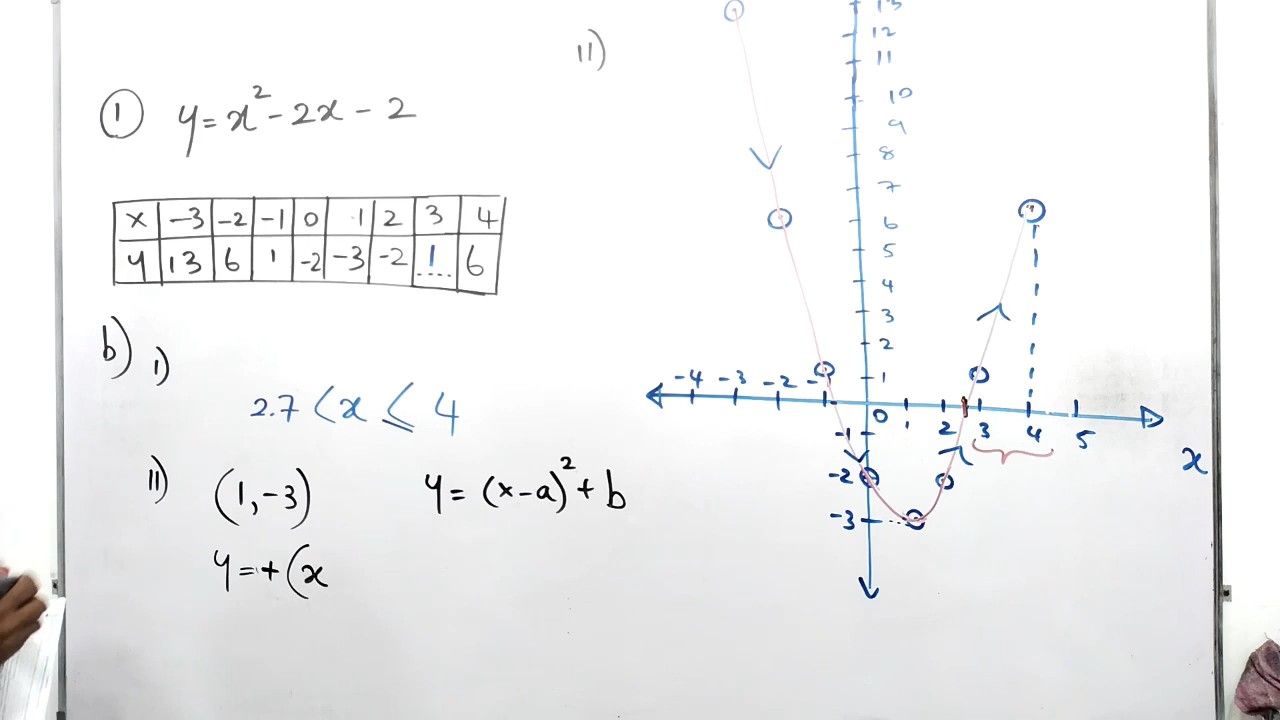 ① y = x² - 2x - 2
x -3 -2 -1 0 1 2 3 4
y 13 6 1 -2 -3 -2 1 6
b) i)
2.7 < x ≤ 4
ii) (1, -3) y = (x-a)² + b
y = + (x
ii)
13
12
11
10
9
8
7
6
5
4
3
2
1
-4 -3 -2 -1 0 1 2 3 4 5
x
-1
-2
-3